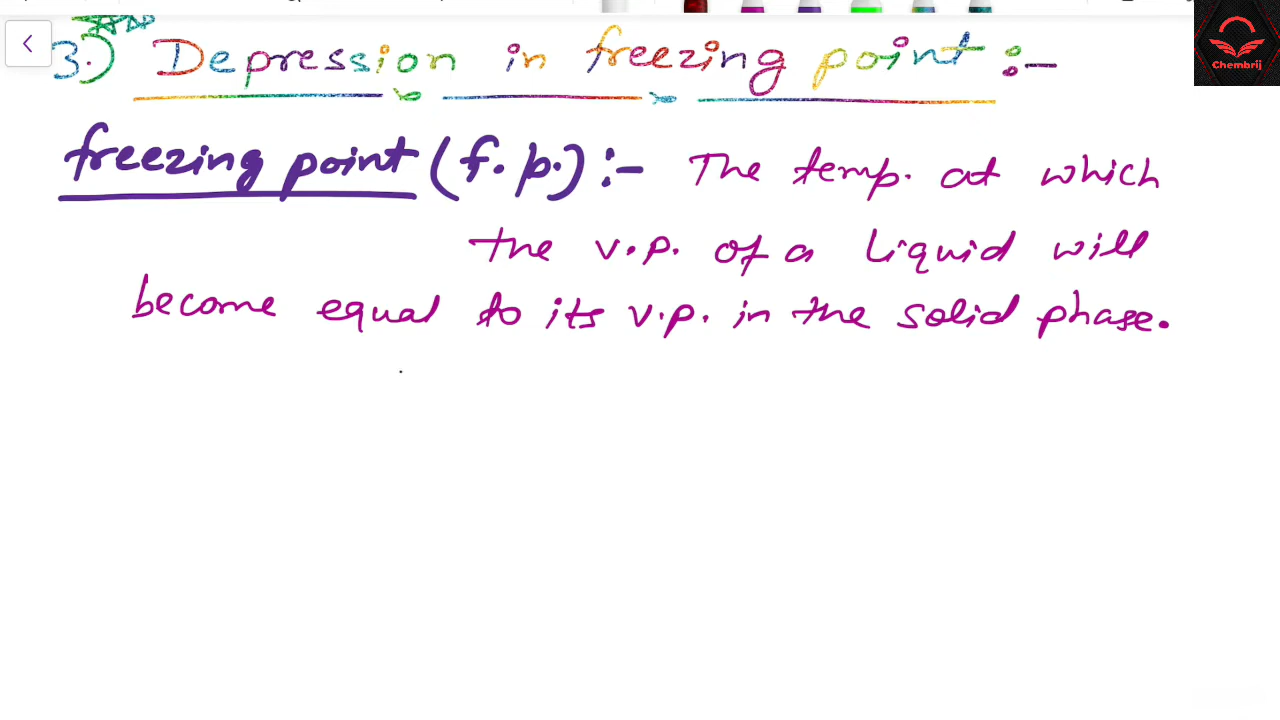 3.) Depression in freezing point :-
Chembrij
freezing point (f.p.) :- The temp. at which
the v.p. of a liquid will
become equal to its v.p. in the solid phase.